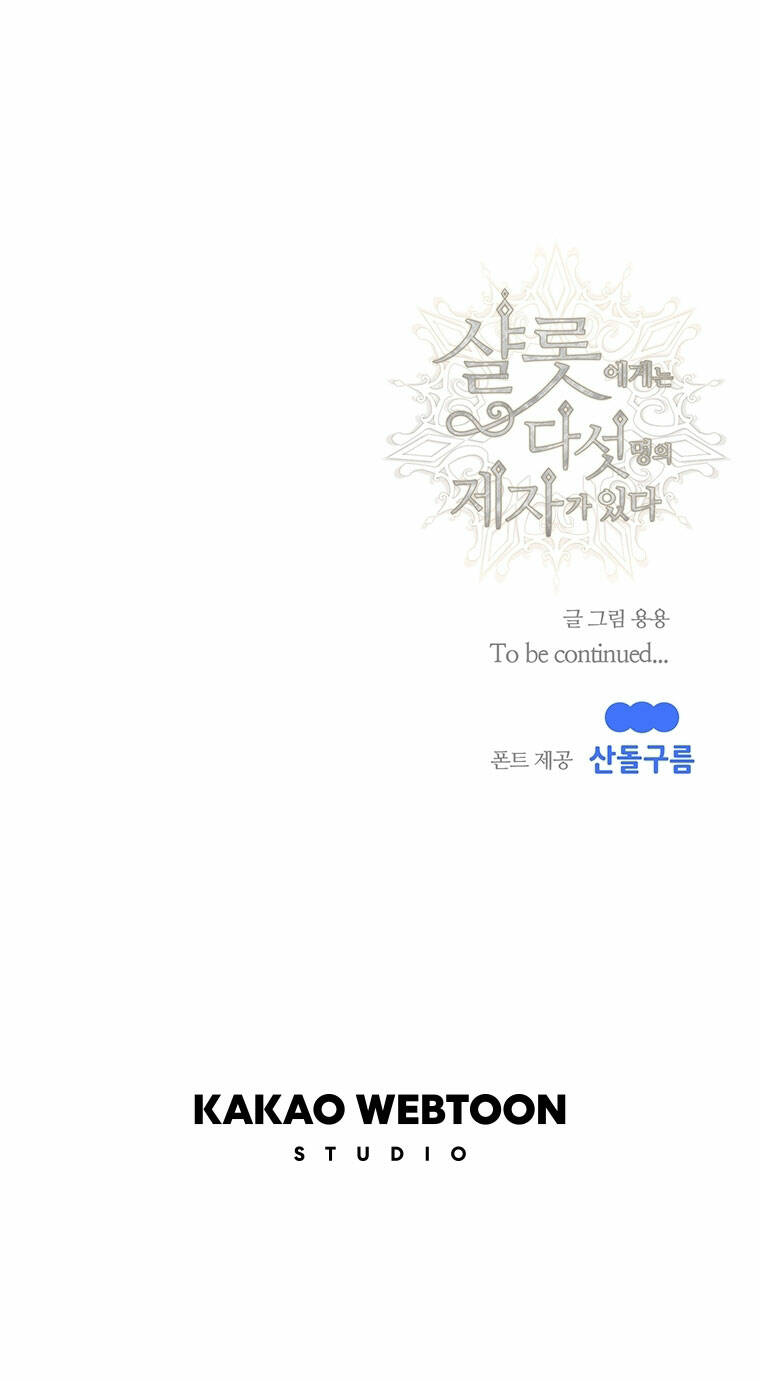 샬롯에게는
다섯명의
제자가 있다
글 그림 용용
To be continued...
폰트 제공 산돌구름
KAKAO WEBTOON
STUDIO